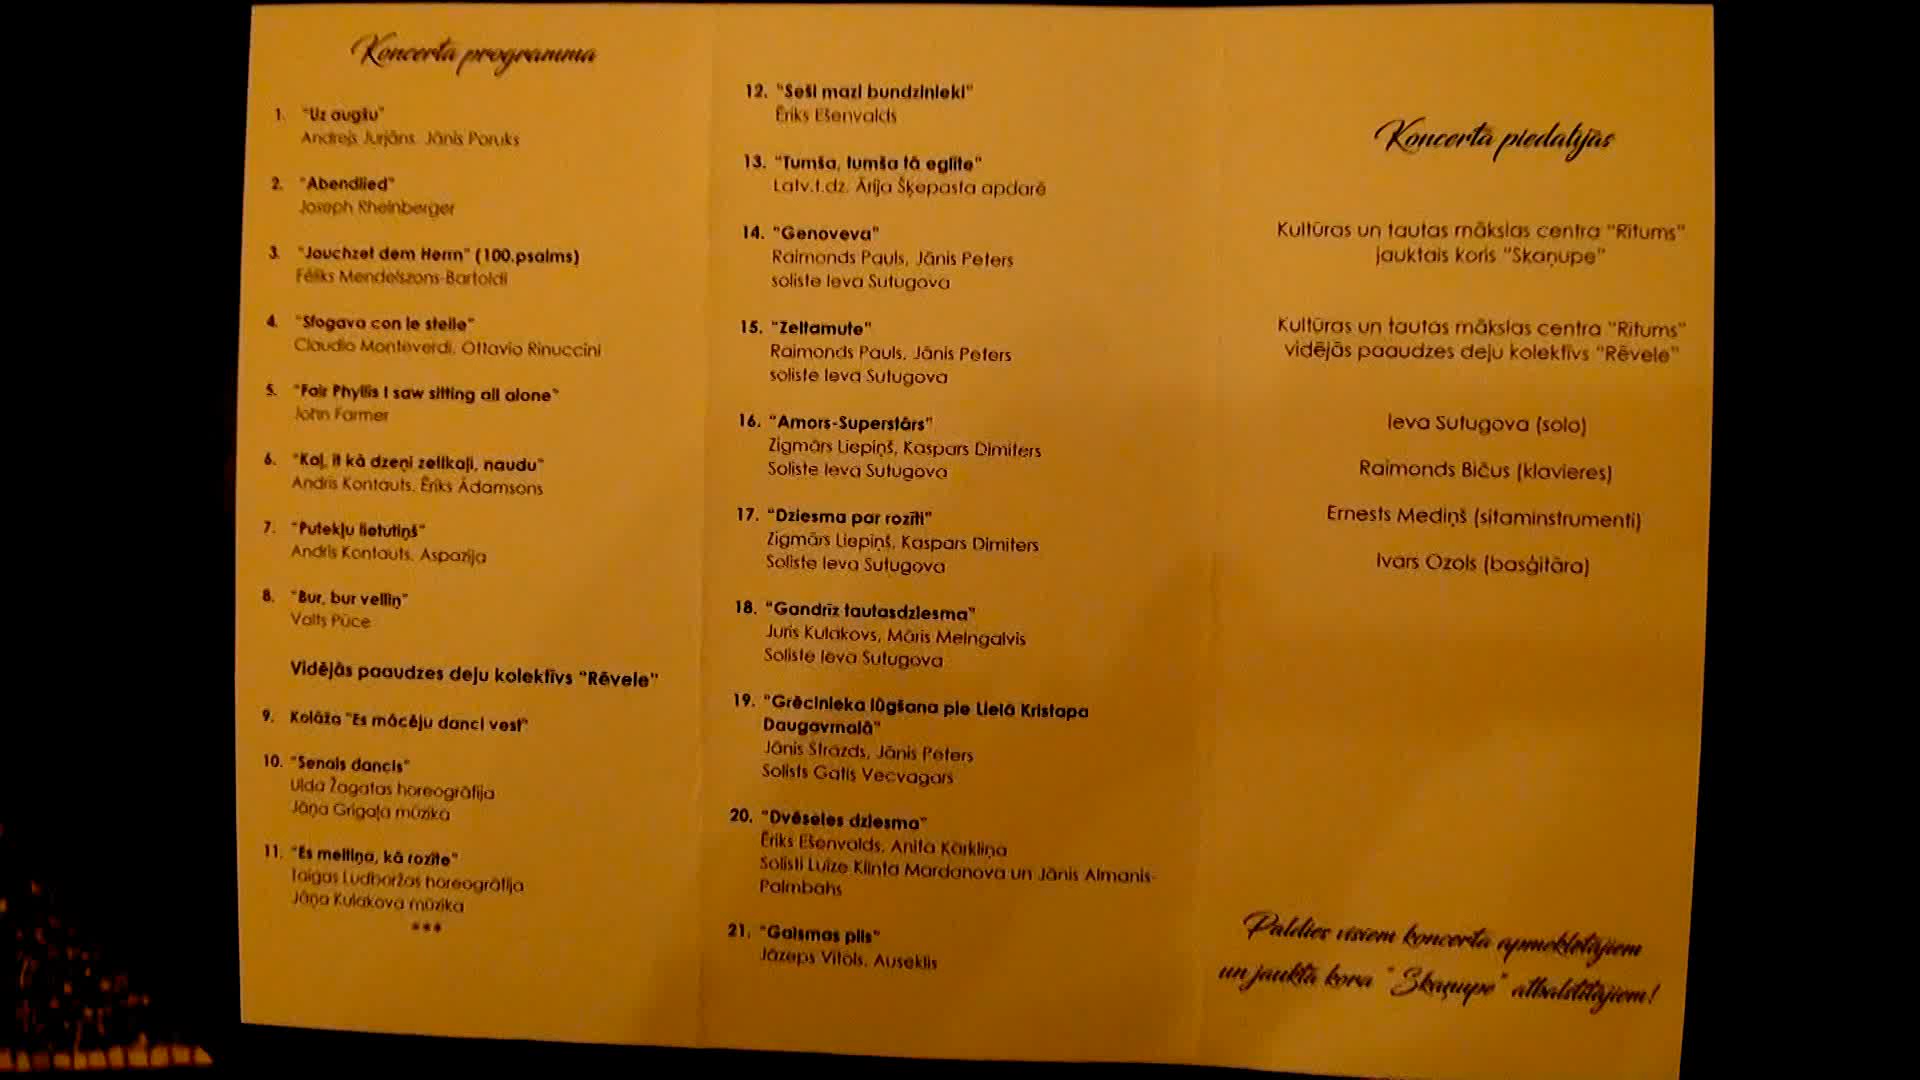 Koncerta programma
1. "Uz augšu"
Andrejs Jurjāns, Jānis Poruks
2. "Abendlied"
Joseph Rheinberger
3. "Jauchzet dem Herrn" (100.psalms)
Fēliks Mendelszons-Bartoldi
4. "Sfogava con le stelle"
Claudio Monteverdi, Ottavio Rinuccini
5. "Fair Phyllis I saw sitting all alone"
John Farmer
6. "Kaļ, it kā dzeņi zelikaļi, naudu"
Andris Kontauts, Ēriks Ādamsons
7. "Putekļu lietutiņš"
Andris Kontauts, Aspazija
8. "Bur, bur velliņ"
Valts Pūce
Vidējās paaudzes deju kolektīvs "Rēvele"
9. Kolāža "Es mācēju danci vest"
10. "Senais dancis"
Ulda Žagatas horeogrāfija
Jāņa Grigaļa mūzika
11. "Es meitiņa, kā rozīte"
Taigas Ludboržas horeogrāfija
Jāņa Kulakova mūzika
***
12. "Seši mazi bundzinieki"
Ēriks Ešenvalds
13. "Tumša, tumša tā eglīte"
Latv.t.dz. Ārija Šķepasta apdarē
14. "Genoveva"
Raimonds Pauls, Jānis Peters
soliste Ieva Sutugova
15. "Zeltamute"
Raimonds Pauls, Jānis Peters
soliste Ieva Sutugova
16. "Amors-Superstārs"
Zigmārs Liepiņš, Kaspars Dimiters
Soliste Ieva Sutugova
17. "Dziesma par rozīti"
Zigmārs Liepiņš, Kaspars Dimiters
Soliste Ieva Sutugova
18. "Gandrīz tautasdziesma"
Juris Kulakovs, Māris Melngalvis
Soliste Ieva Sutugova
19. "Grēcinieka lūgšana pie Lielā Kristapa
Daugavmalā"
Jānis Strazds, Jānis Peters
Solists Gatis Vecvagars
20. "Dvēseles dziesma"
Ēriks Ešenvalds, Anita Kārkliņa
Solisti Luīze Klinta Mardanova un Jānis Almanis-
Palmbahs
21. "Gaismas pils"
Jāzeps Vītols, Auseklis
Koncertā piedalījās
Kultūras un tautas mākslas centra "Ritums"
jauktais koris "Skaņupe"
Kultūras un tautas mākslas centra "Ritums"
vidējās paaudzes deju kolektīvs "Rēvele"
Ieva Sutugova (solo)
Raimonds Bičus (klavieres)
Ernests Mediņš (sitaminstrumenti)
Ivars Ozols (basģitāra)
Paldies visiem koncerta apmeklētājiem
un jauktā kora "Skaņupe" atbalstītājiem!